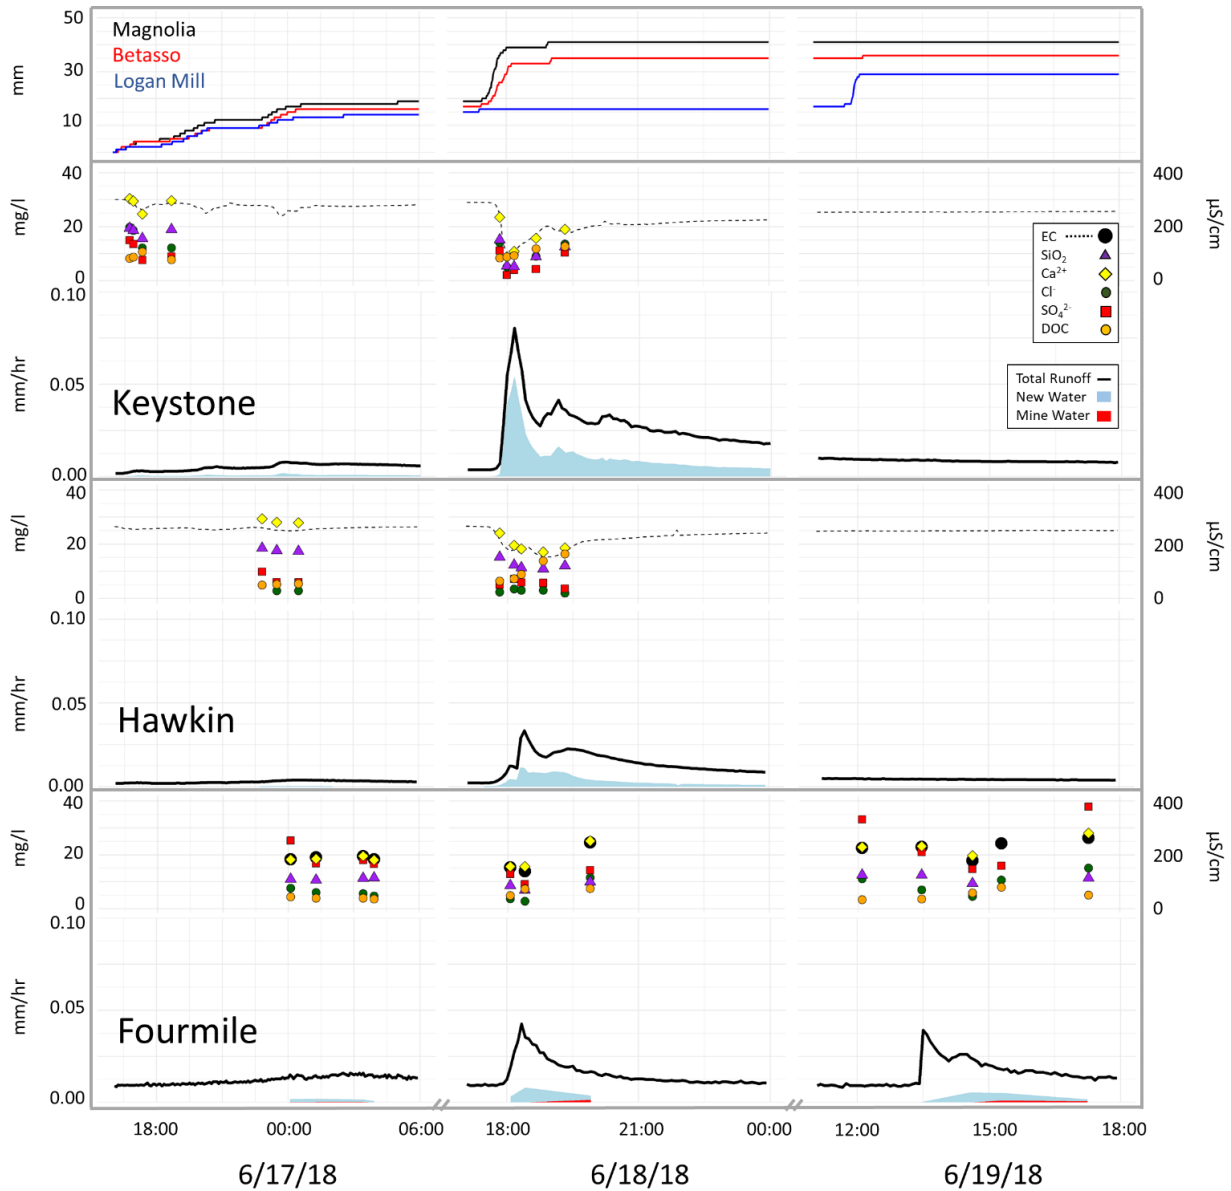 50
Magnolia
Betasso
30
Logan Mill
mm
10
40
400
mg/l
20
200
µS/cm
0
0
EC
SiO₂
Ca²⁺
Cl⁻
SO₄²⁻
DOC
0.10
mm/hr
0.05
Keystone
Total Runoff
New Water
Mine Water
0.00
40
400
mg/l
20
200
µS/cm
0
0
0.10
mm/hr
0.05
Hawkin
0.00
40
400
mg/l
20
200
µS/cm
0
0
0.10
mm/hr
0.05
Fourmile
0.00
18:00 00:00 06:00 18:00 21:00 00:00 12:00 15:00 18:00
6/17/18 6/18/18 6/19/18